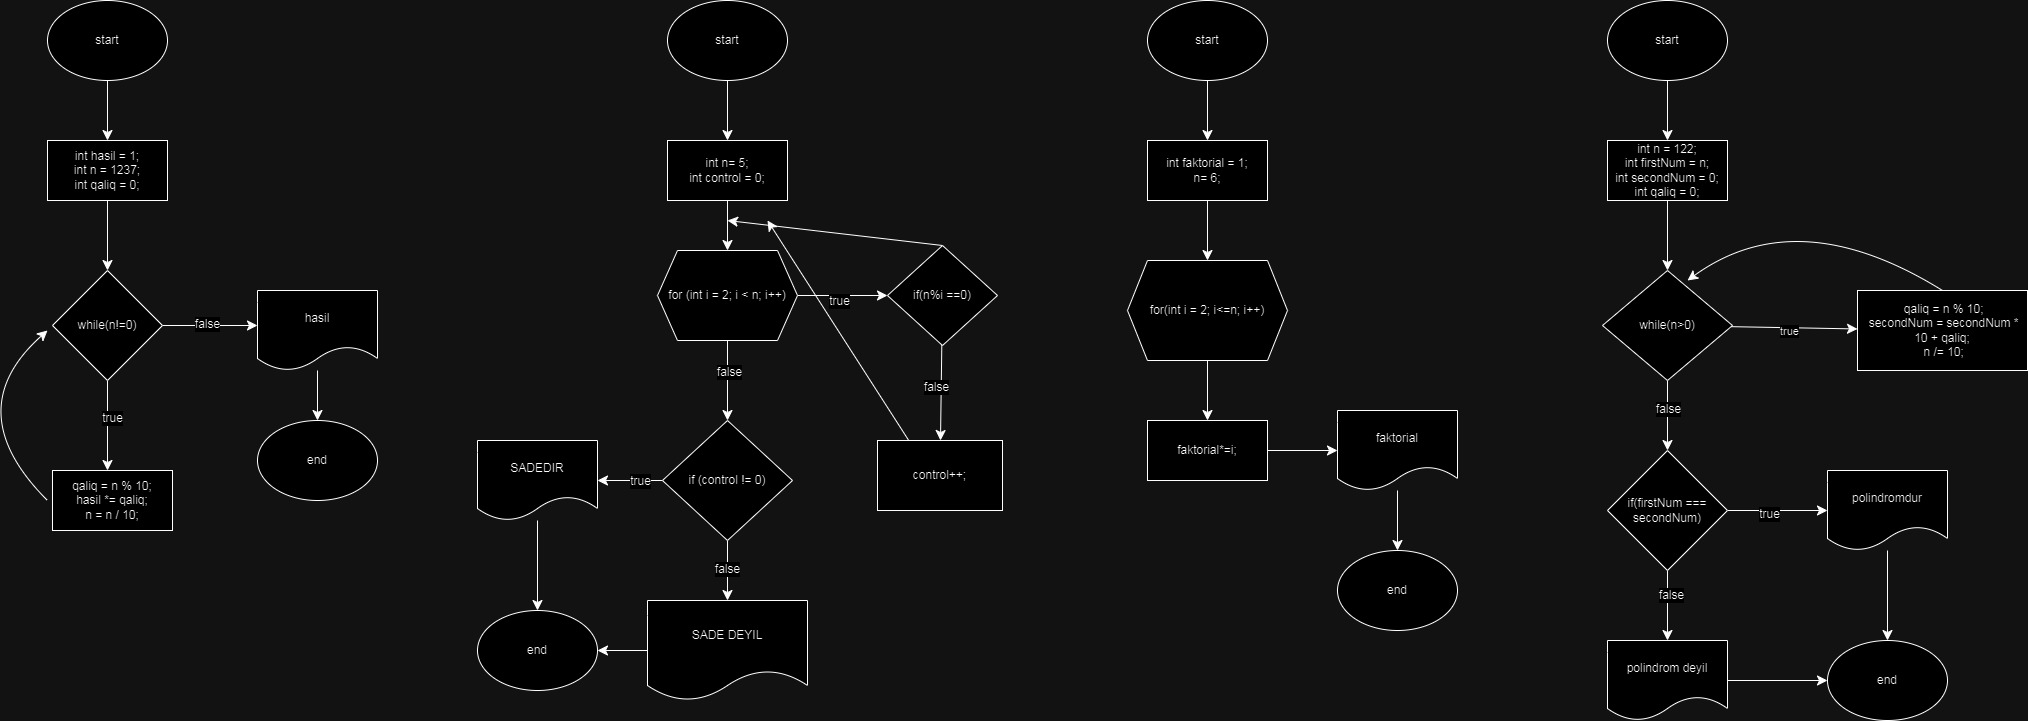 start
int hasil = 1;
int n = 1237;
int qaliq = 0;
while(n!=0)
false
hasil
end
true
qaliq = n % 10;
hasil *= qaliq;
n = n / 10;
start
int n= 5;
int control = 0;
for (int i = 2; i < n; i++)
true
if(n%i ==0)
false
control++;
false
if (control != 0)
true
SADEDIR
false
SADE DEYIL
end
start
int faktorial = 1;
n= 6;
for(int i = 2; i<=n; i++)
faktorial*=i;
faktorial
end
start
int n = 122;
int firstNum = n;
int secondNum = 0;
int qaliq = 0;
while(n>0)
true
qaliq = n % 10;
secondNum = secondNum *
10 + qaliq;
n /= 10;
false
if(firstNum ===
secondNum)
true
polindromdur
false
polindrom deyil
end